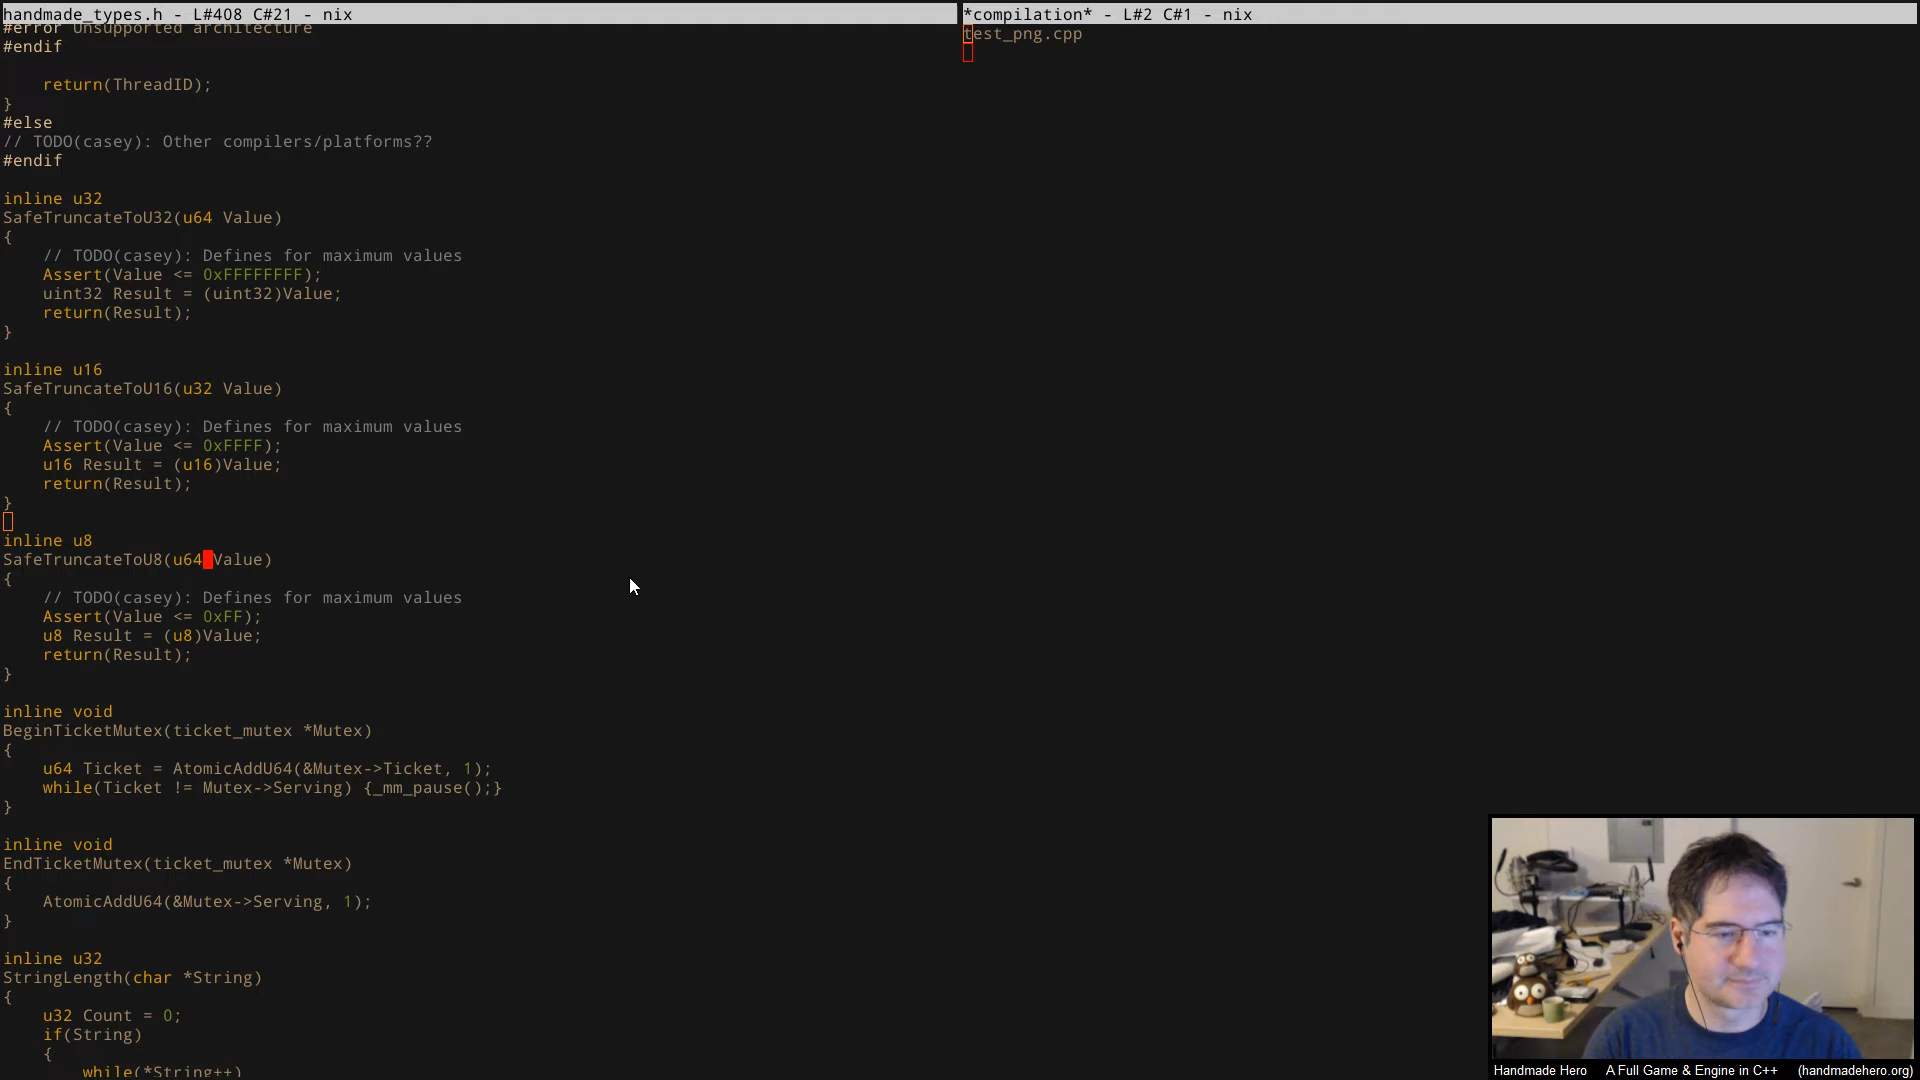 handmade_types.h - L#408 C#21 - nix
#error Unsupported architecture
#endif
return(ThreadID);
}
#else
// TODO(casey): Other compilers/platforms??
#endif
inline u32
SafeTruncateToU32(u64 Value)
{
// TODO(casey): Defines for maximum values
Assert(Value <= 0xFFFFFFFF);
uint32 Result = (uint32)Value;
return(Result);
}
inline u16
SafeTruncateToU16(u32 Value)
{
// TODO(casey): Defines for maximum values
Assert(Value <= 0xFFFF);
u16 Result = (u16)Value;
return(Result);
}
inline u8
SafeTruncateToU8(u64 Value)
{
// TODO(casey): Defines for maximum values
Assert(Value <= 0xFF);
u8 Result = (u8)Value;
return(Result);
}
inline void
BeginTicketMutex(ticket_mutex *Mutex)
{
u64 Ticket = AtomicAddU64(&Mutex->Ticket, 1);
while(Ticket != Mutex->Serving) {_mm_pause();}
}
inline void
EndTicketMutex(ticket_mutex *Mutex)
{
AtomicAddU64(&Mutex->Serving, 1);
}
inline u32
StringLength(char *String)
{
u32 Count = 0;
if(String)
{
while(*String++)
*compilation* - L#2 C#1 - nix
test_png.cpp
Handmade Hero A Full Game & Engine in C++ (handmadehero.org)